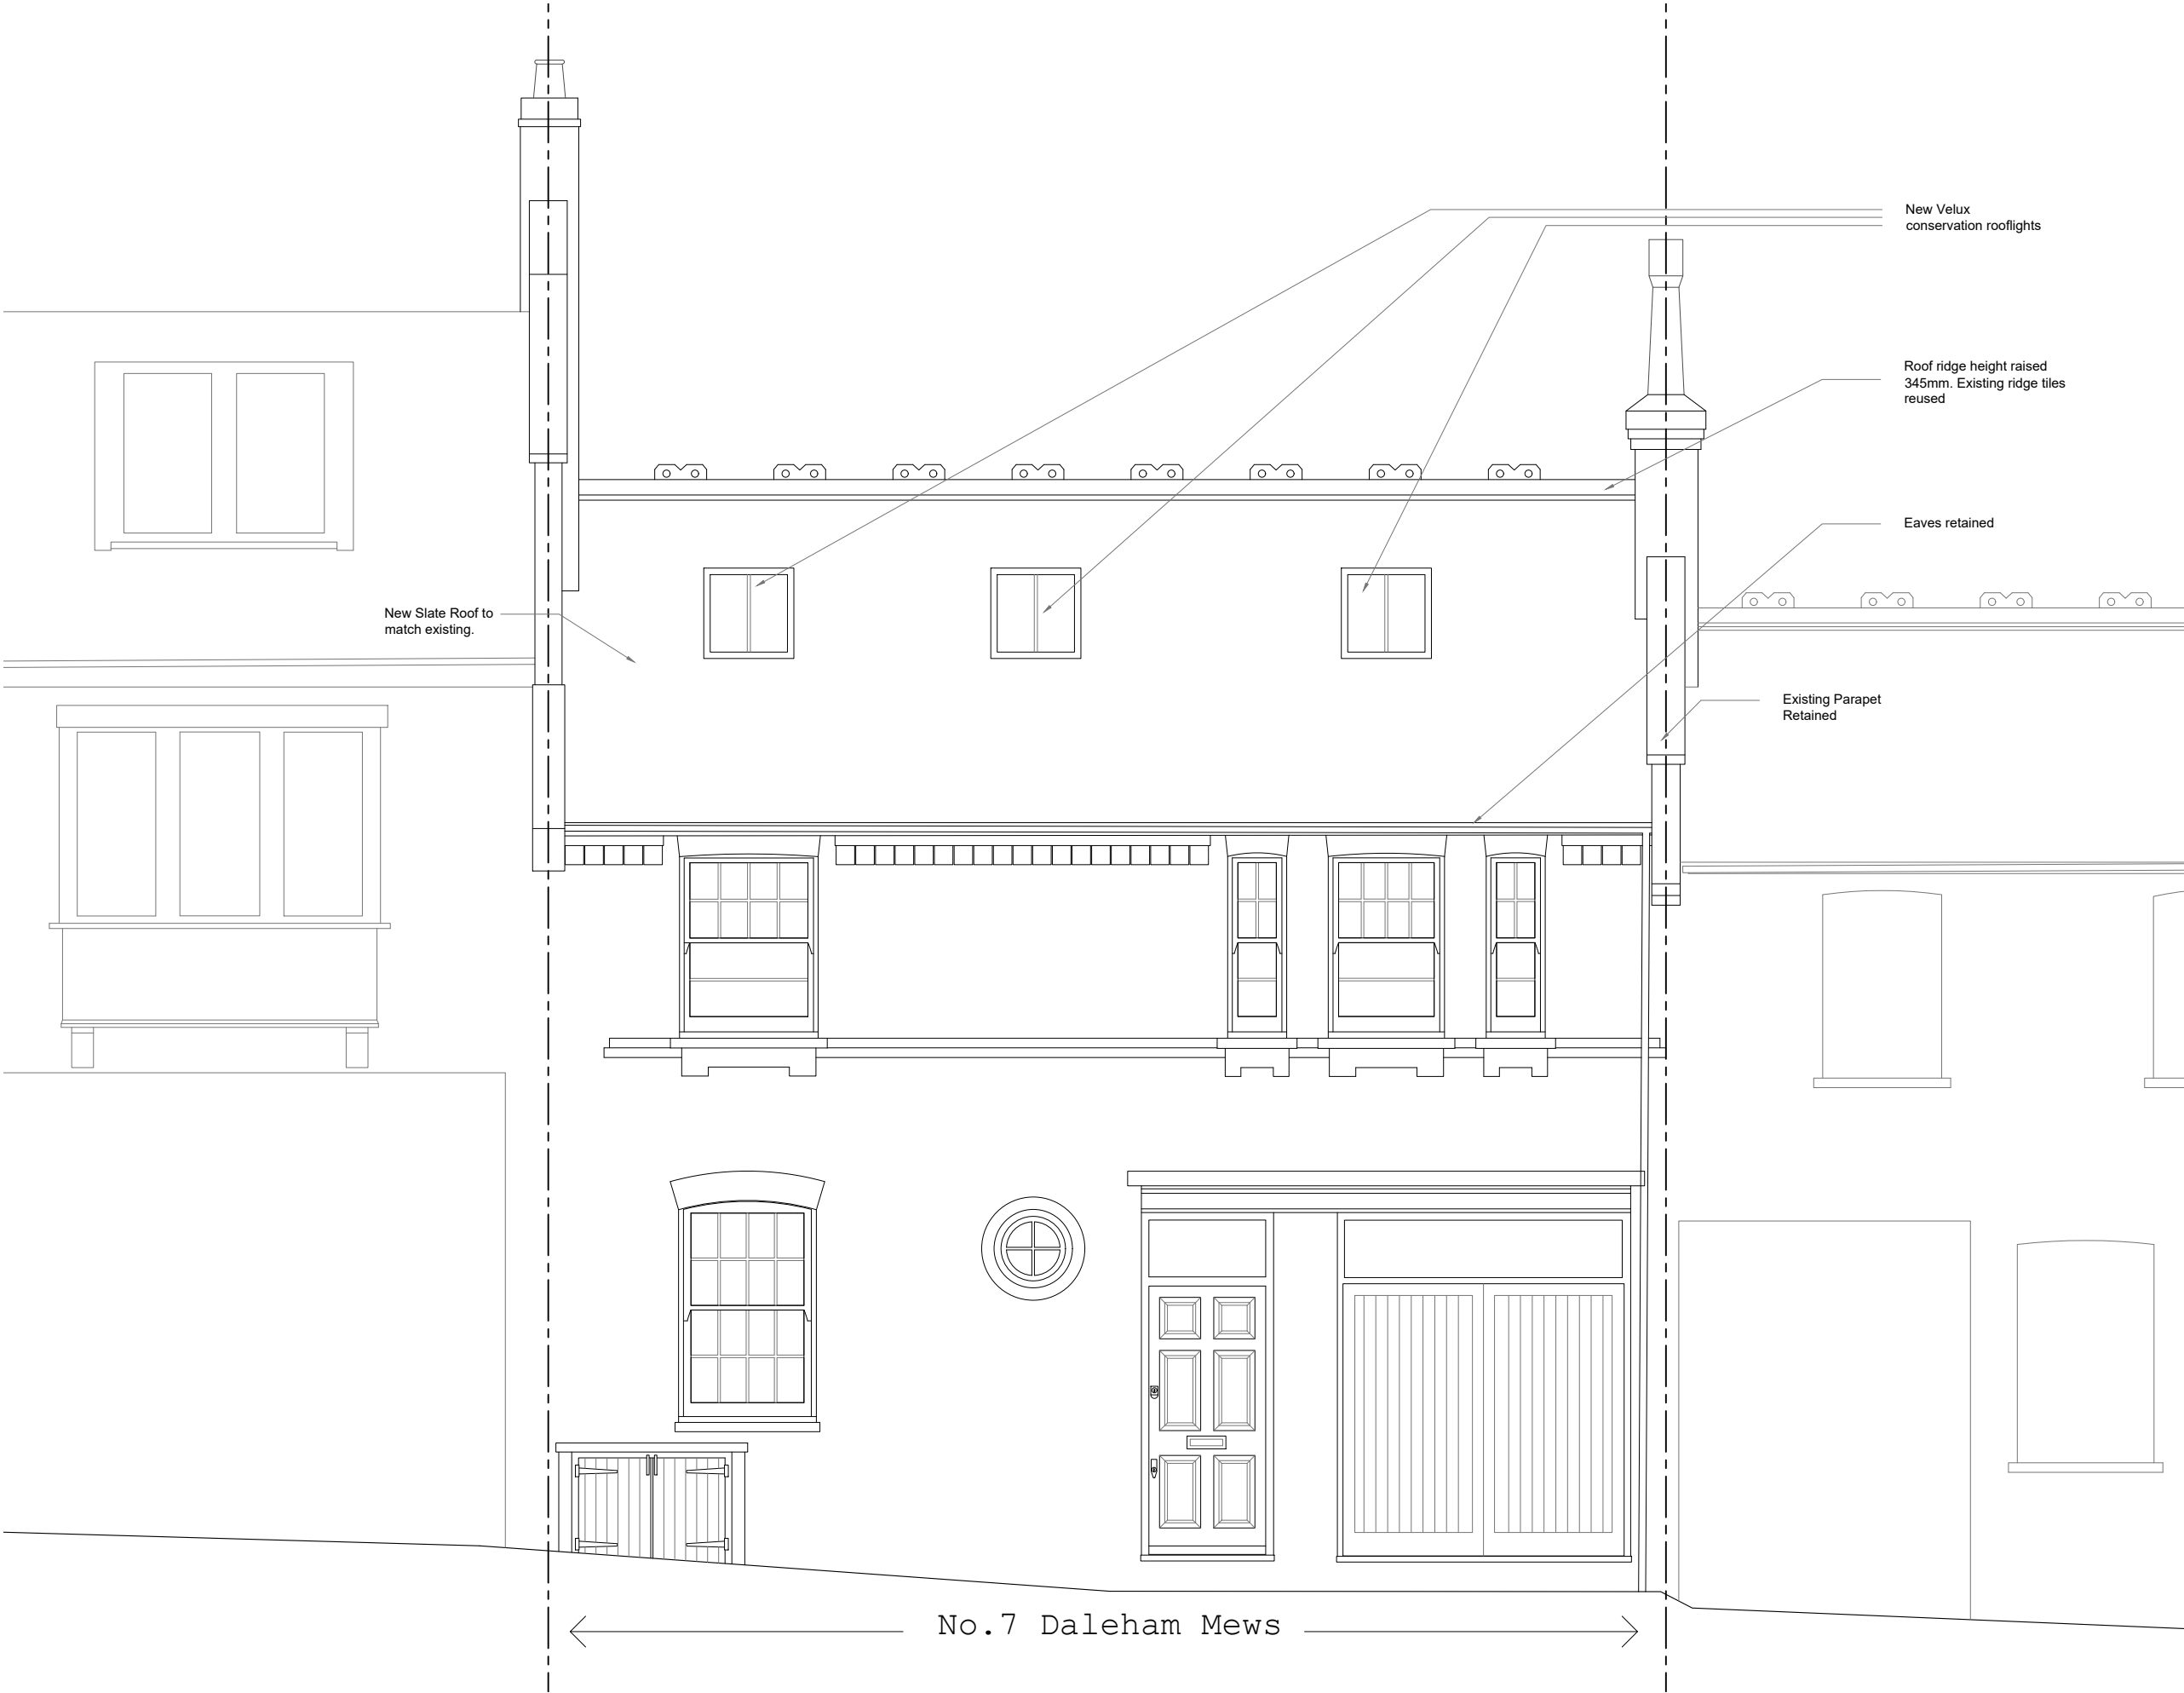 New Velux
conservation rooflights
Roof ridge height raised
345mm. Existing ridge tiles
reused
Eaves retained
New Slate Roof to
match existing.
Existing Parapet
Retained
No.7 Daleham Mews